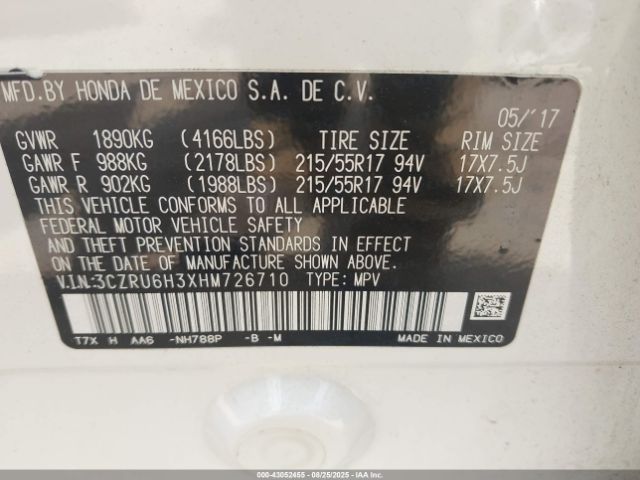 MFD. BY HONDA DE MEXICO S.A. DE C.V.
05/'17
GVWR 1890KG (4166LBS) TIRE SIZE RIM SIZE
GAWR F 988KG (2178LBS) 215/55R17 94V 17X7.5J
GAWR R 902KG (1988LBS) 215/55R17 94V 17X7.5J
THIS VEHICLE CONFORMS TO ALL APPLICABLE
FEDERAL MOTOR VEHICLE SAFETY
AND THEFT PREVENTION STANDARDS IN EFFECT
ON THE DATE OF MANUFACTURE SHOWN ABOVE.
V.I.N:3CZRU6H3XHM726710 TYPE: MPV
T7X H AA6 -NH788P -B -M MADE IN MEXICO
000-43052455 - 08/25/2025 - Copyright IAA